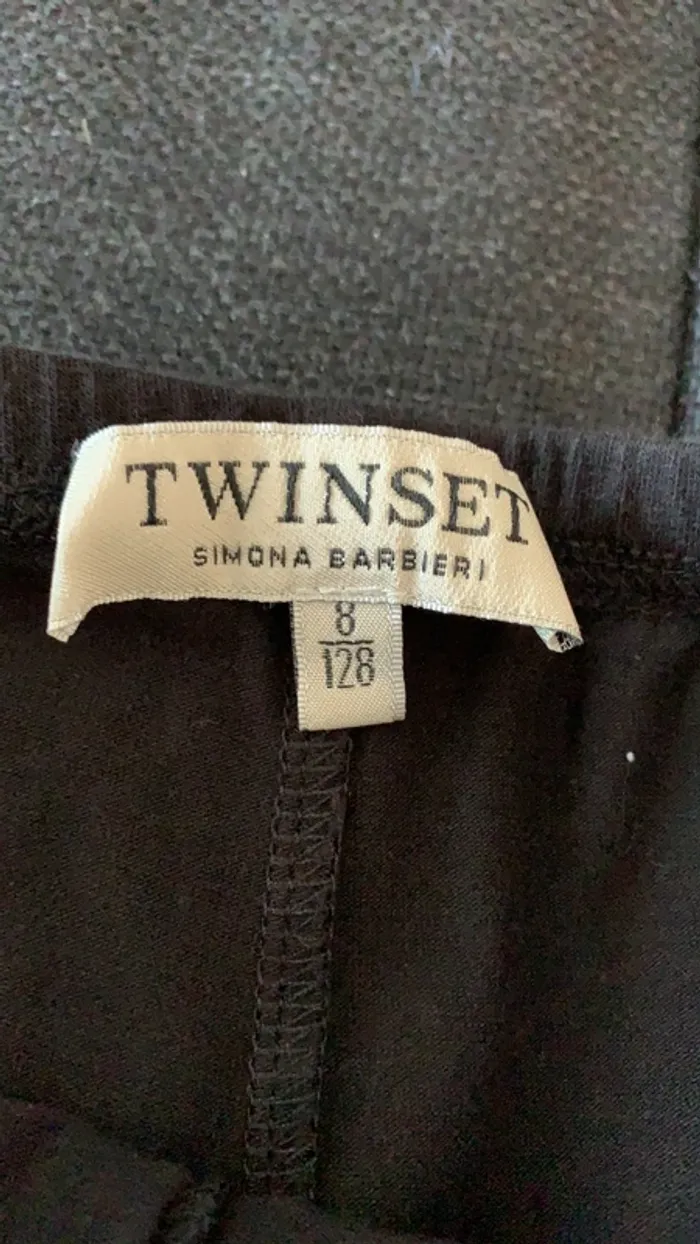 TWINSET
SIMONA BARBIERI
8
128